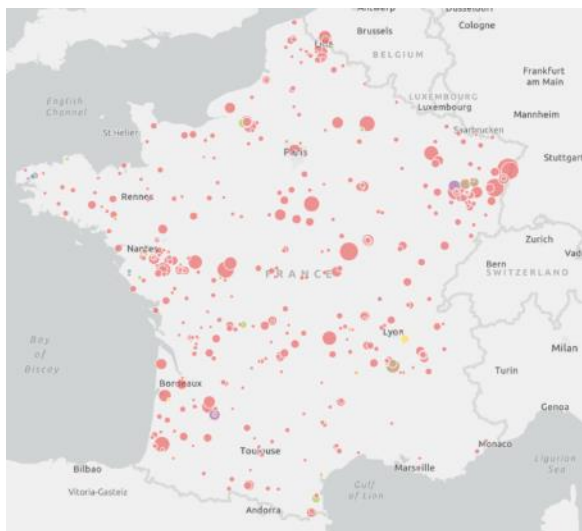 Antwerp
Düsseldorf
Brussels
Cologne
Lille
BELGIUM
Frankfurt
am Main
English
Channel
LUXEMBOURG
Luxembourg
Mannheim
St Helier
Saarbrucken
Paris
Stuttgart
Rennes
Nantes
Zurich
Bern
Vad
SWITZERLAND
FRANCE
Bay
of
Biscay
Lyon
Milan
Turin
Bordeaux
Genoa
Toulouse
Monaco
Ligurian
Sea
Bilbao
Marseille
Vitoria-Gasteiz
Gulf
of Lion
Andorra